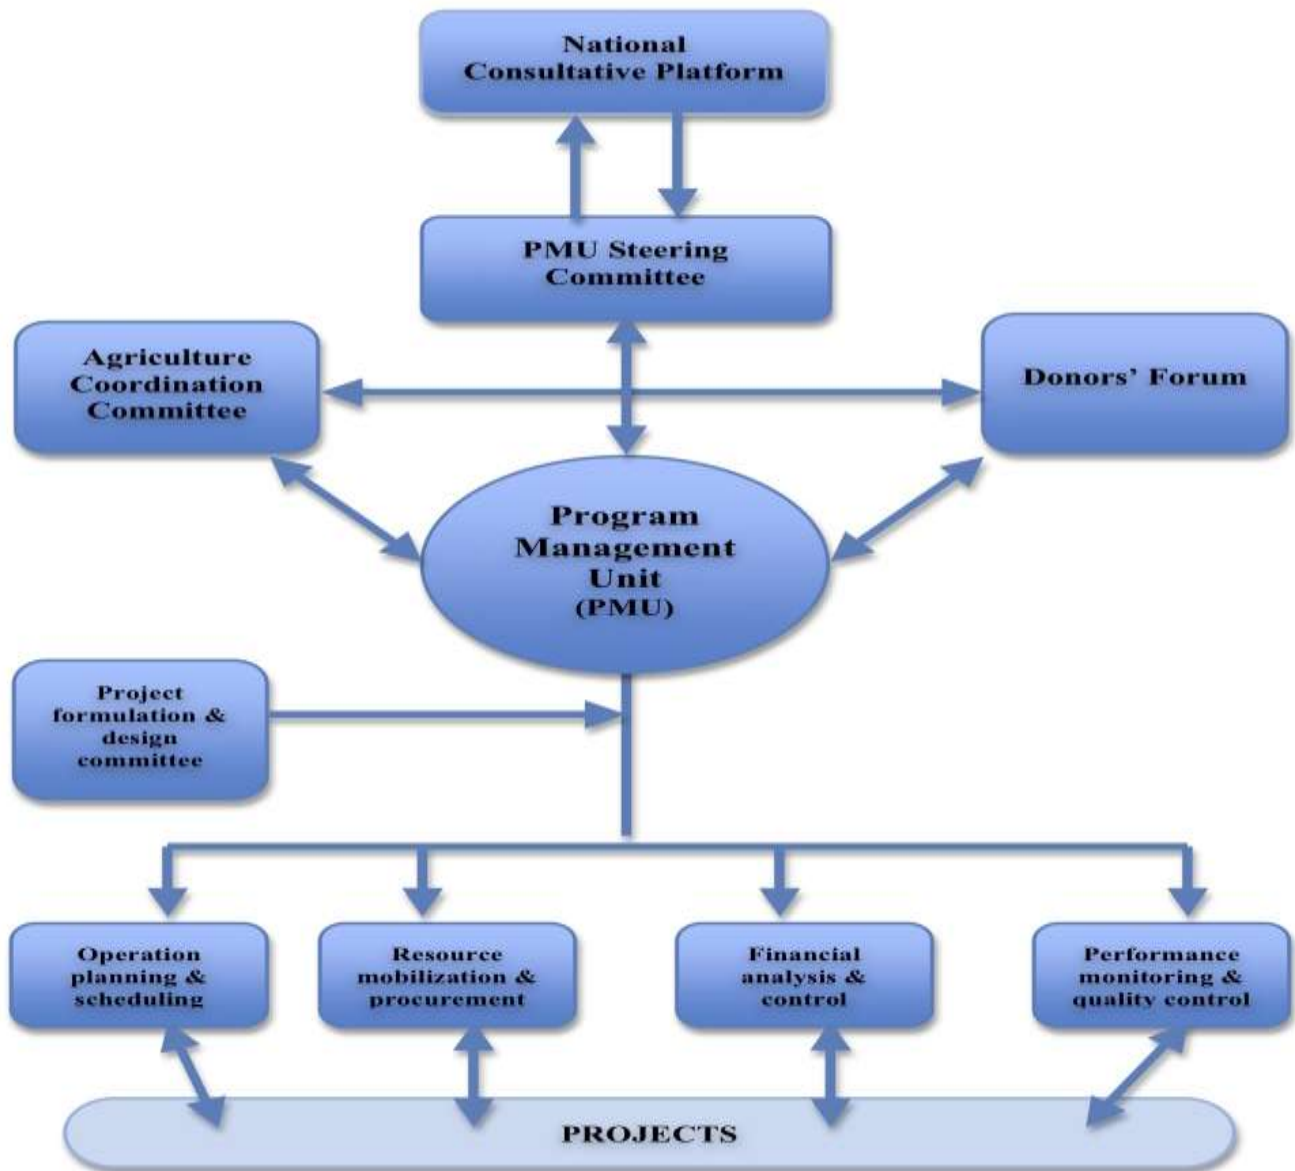 National
Consultative Platform
PMU Steering
Committee
Agriculture
Coordination
Committee
Donors’ Forum
Program
Management
Unit
(PMU)
Project
formulation &
design
committee
Operation
planning &
scheduling
Resource
mobilization &
procurement
Financial
analysis &
control
Performance
monitoring &
quality control
PROJECTS